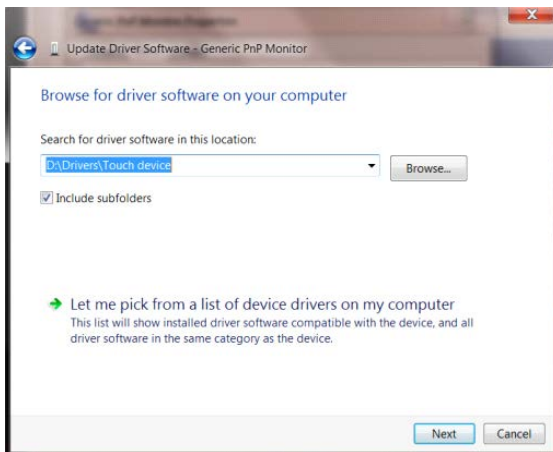 Update Driver Software - Generic PnP Monitor
Browse for driver software on your computer
Search for driver software in this location:
D:\Drivers\Touch device
Browse...
Include subfolders
Let me pick from a list of device drivers on my computer
This list will show installed driver software compatible with the device, and all
driver software in the same category as the device.
Next
Cancel